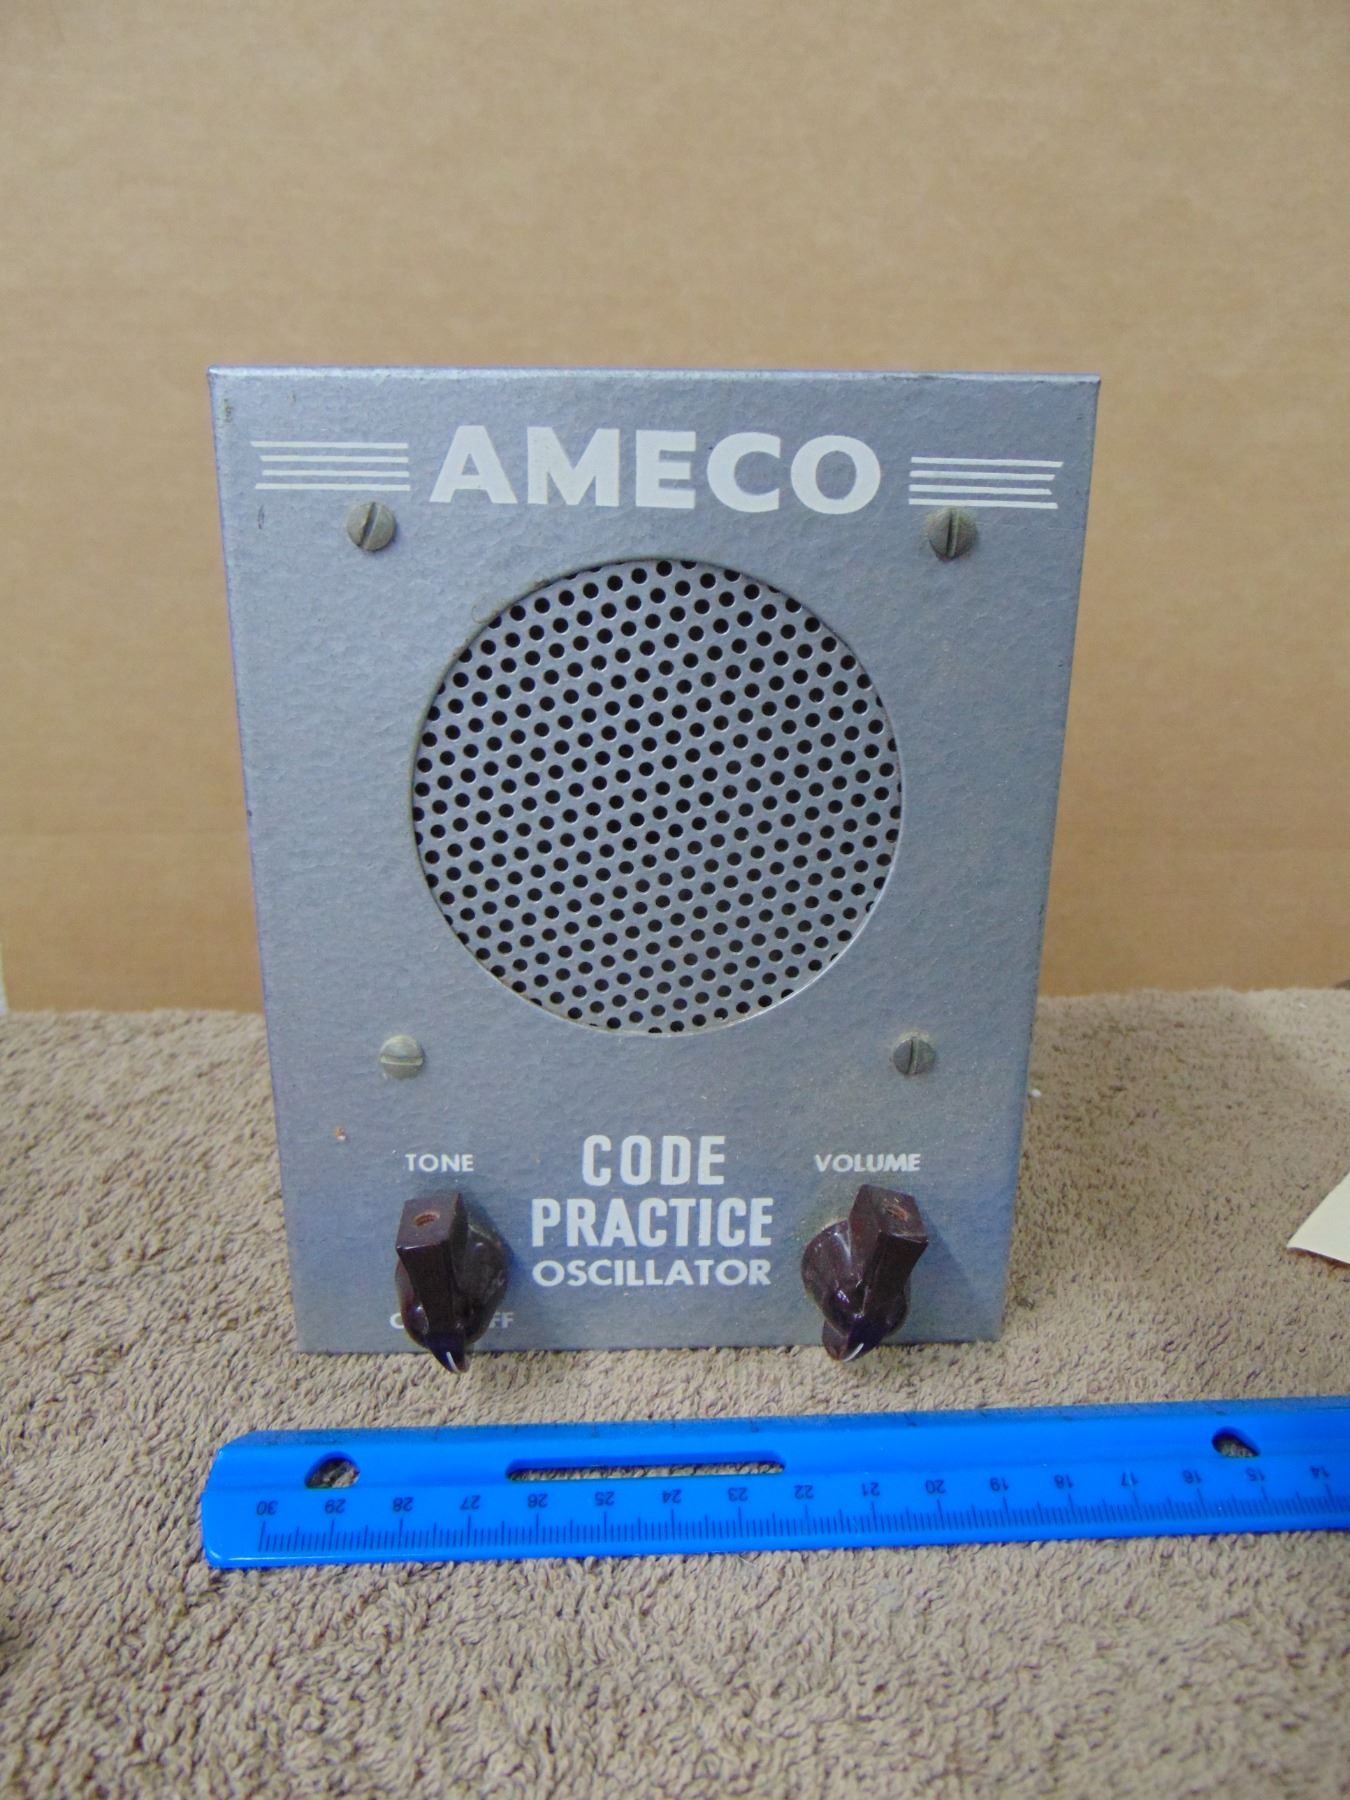 AMECO
TONE
CODE
VOLUME
PRACTICE
OSCILLATOR
30 29 28 27 26 25 24 23 22 21 20 19 18 17 16 15 14